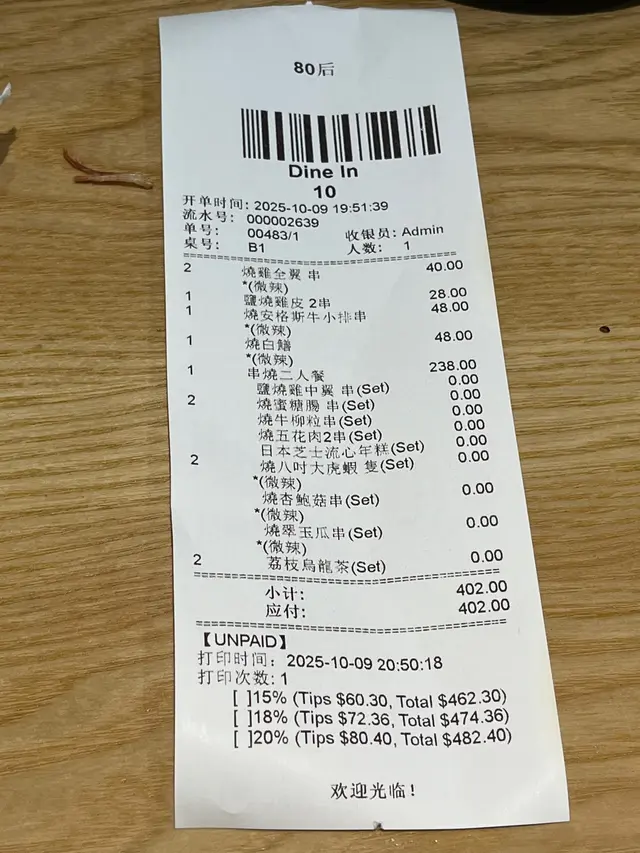 80后
Dine In
10
开单时间: 2025-10-09 19:51:39
流水号: 000002639
单号: 00483/1 收银员: Admin
桌号: B1 人数: 1
2 燒雞全翼 串 40.00
*(微辣)
1 鹽燒雞皮 2串 28.00
1 燒安格斯牛小排串 48.00
*(微辣)
1 燒白鱔 48.00
*(微辣)
1 串燒二人餐 238.00
鹽燒雞中翼 串(Set) 0.00
2 燒蜜糖腸 串(Set) 0.00
燒牛柳粒串(Set) 0.00
燒五花肉2串(Set) 0.00
日本芝士流心年糕(Set) 0.00
2 燒八吋大虎蝦 隻(Set) 0.00
*(微辣)
燒杏鮑菇串(Set) 0.00
*(微辣)
燒翠玉瓜串(Set) 0.00
*(微辣)
2 荔枝烏龍茶(Set) 0.00
小计: 402.00
应付: 402.00
【UNPAID】
打印时间: 2025-10-09 20:50:18
打印次数: 1
[ ]15% (Tips $60.30, Total $462.30)
[ ]18% (Tips $72.36, Total $474.36)
[ ]20% (Tips $80.40, Total $482.40)
欢迎光临!